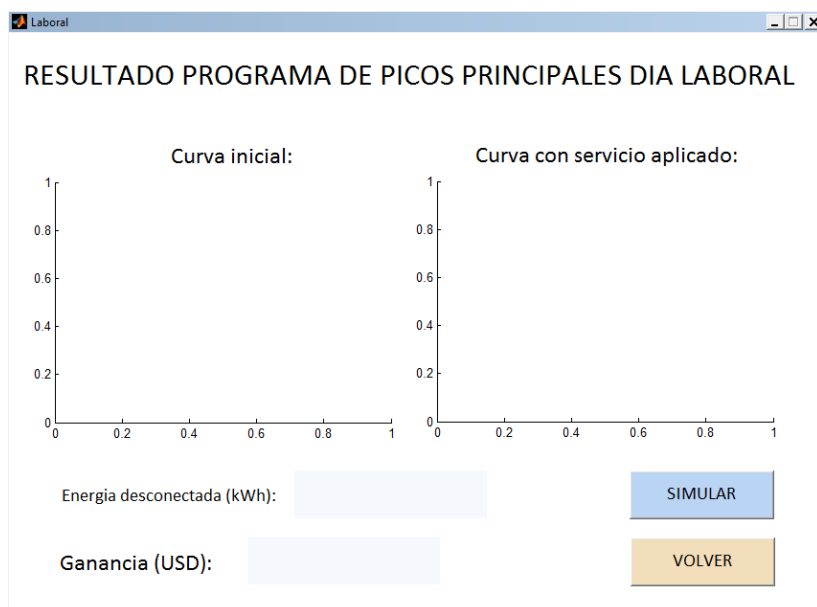 Laboral
RESULTADO PROGRAMA DE PICOS PRINCIPALES DIA LABORAL
Curva inicial:
Curva con servicio aplicado:
1
0.8
0.6
0.4
0.2
0
0 0.2 0.4 0.6 0.8 1
1
0.8
0.6
0.4
0.2
0
0 0.2 0.4 0.6 0.8 1
Energia desconectada (kWh):
SIMULAR
Ganancia (USD):
VOLVER